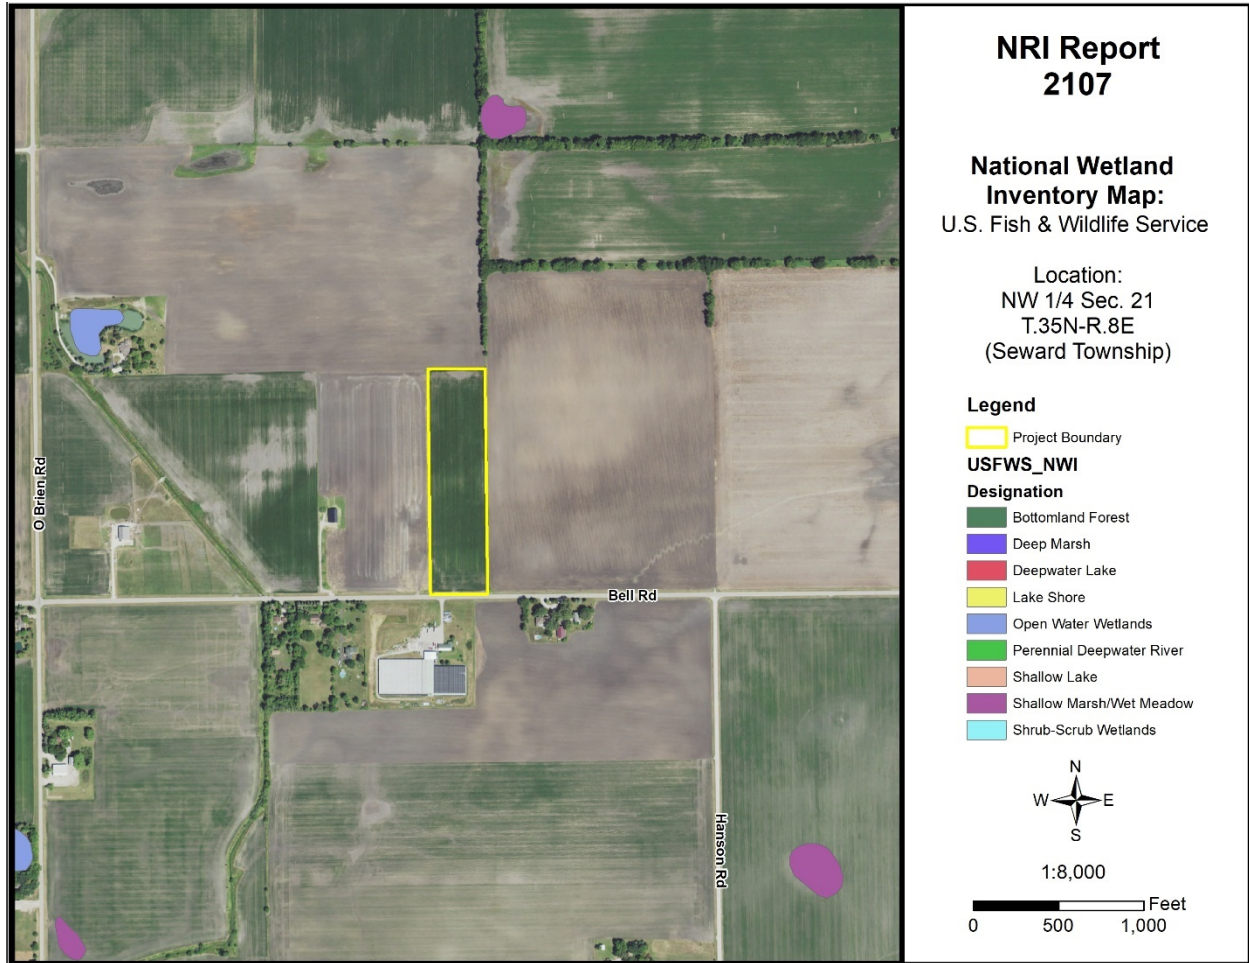 NRI Report
2107
National Wetland
Inventory Map:
U.S. Fish & Wildlife Service
Location:
NW 1/4 Sec. 21
T.35N-R.8E
(Seward Township)
Legend
Project Boundary
USFWS_NWI
Designation
Bottomland Forest
Deep Marsh
Deepwater Lake
Lake Shore
Open Water Wetlands
Perennial Deepwater River
Shallow Lake
Shallow Marsh/Wet Meadow
Shrub-Scrub Wetlands
N
W E
S
1:8,000
Feet
0 500 1,000
O Brien Rd
Bell Rd
Hanson Rd